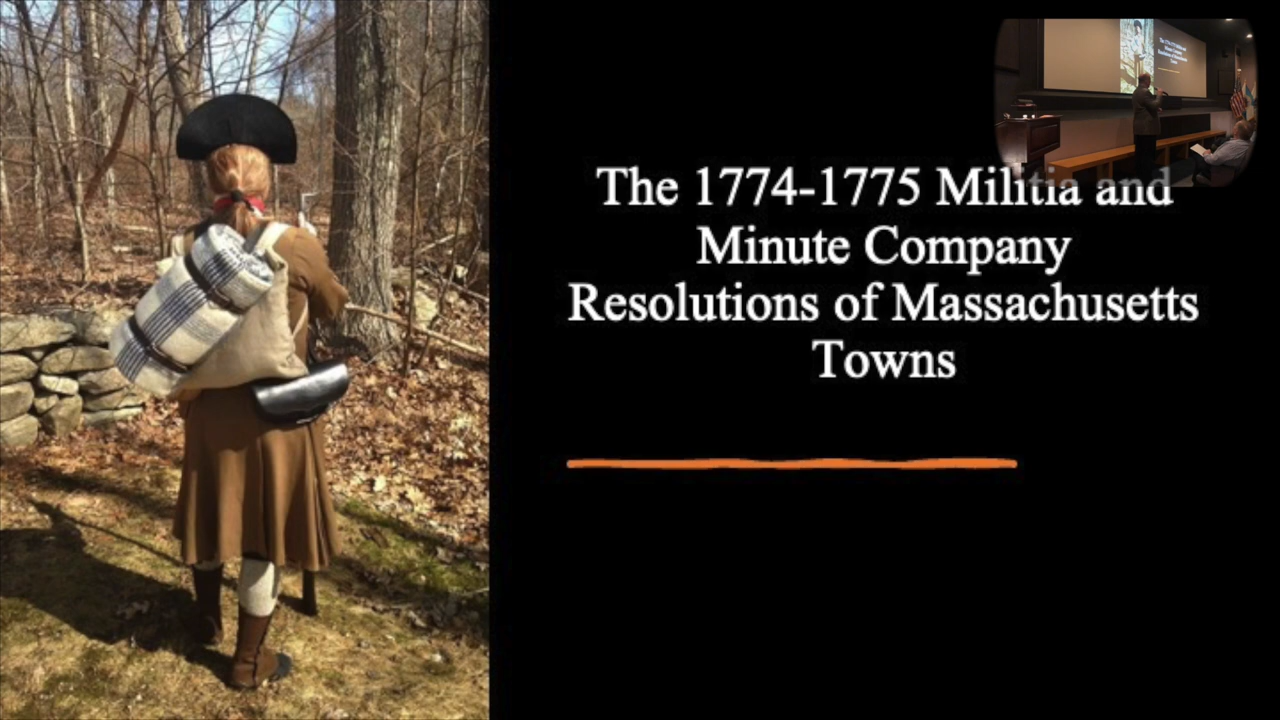 The 1774-1775 Militia and
Minute Company
Resolutions of Massachusetts
Towns